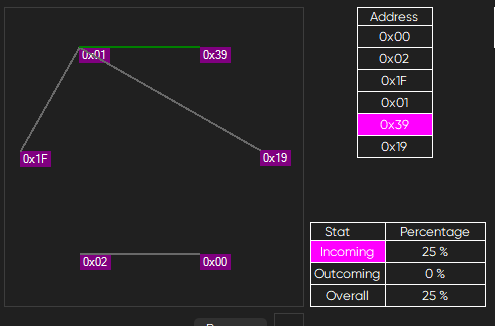 0x01
0x39
0x1F
0x19
0x02
0x00
Address
0x00
0x02
0x1F
0x01
0x39
0x19
Stat Percentage
Incoming 25 %
Outcoming 0 %
Overall 25 %